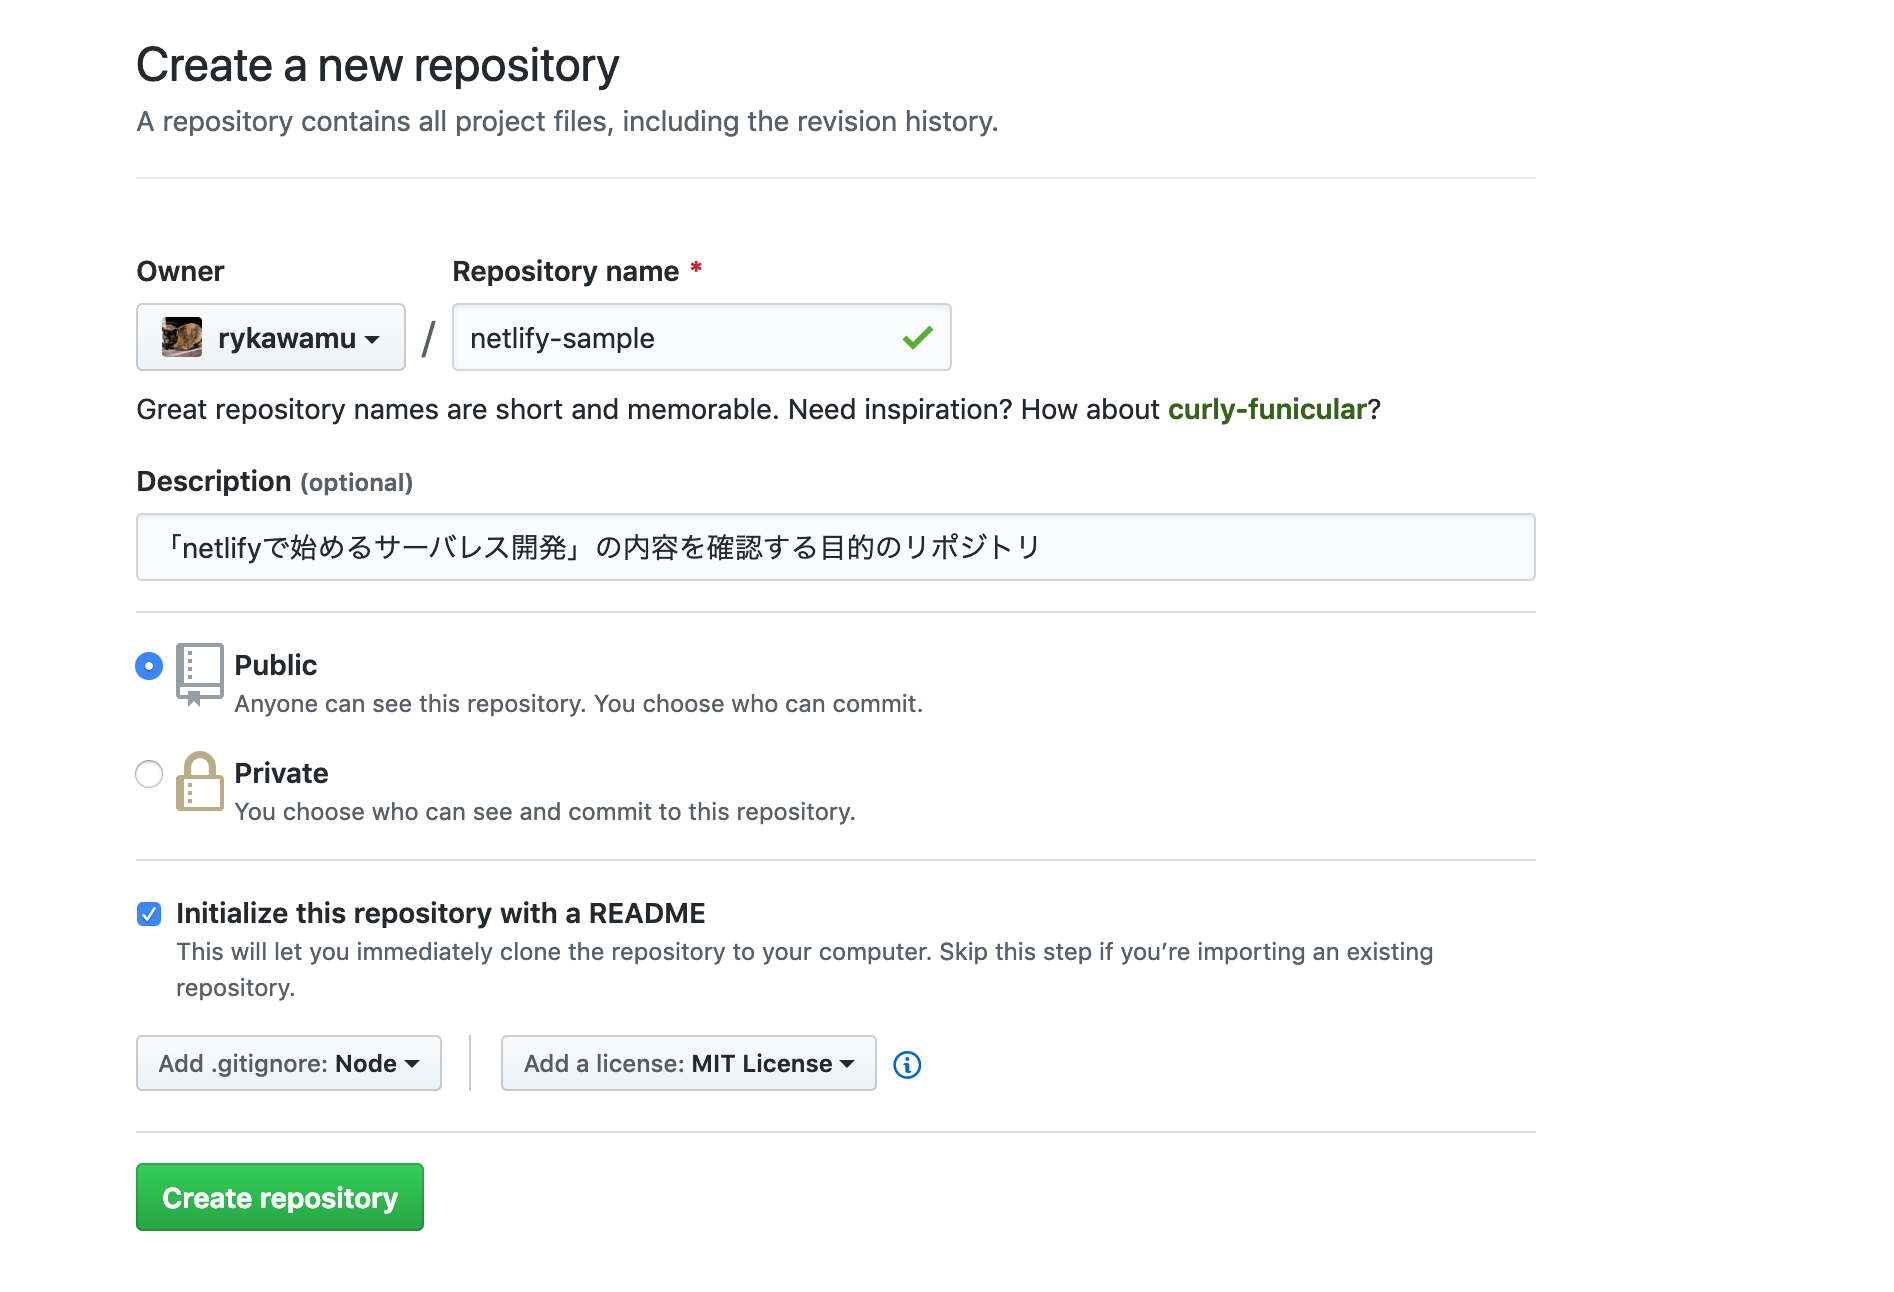 Create a new repository
A repository contains all project files, including the revision history.
Owner
Repository name *
rykawamu
/
netlify-sample
Great repository names are short and memorable. Need inspiration? How about curly-funicular?
Description (optional)
「netlifyで始めるサーバレス開発」の内容を確認する目的のリポジトリ
Public
Anyone can see this repository. You choose who can commit.
Private
You choose who can see and commit to this repository.
Initialize this repository with a README
This will let you immediately clone the repository to your computer. Skip this step if you’re importing an existing
repository.
Add .gitignore: Node
Add a license: MIT License
Create repository